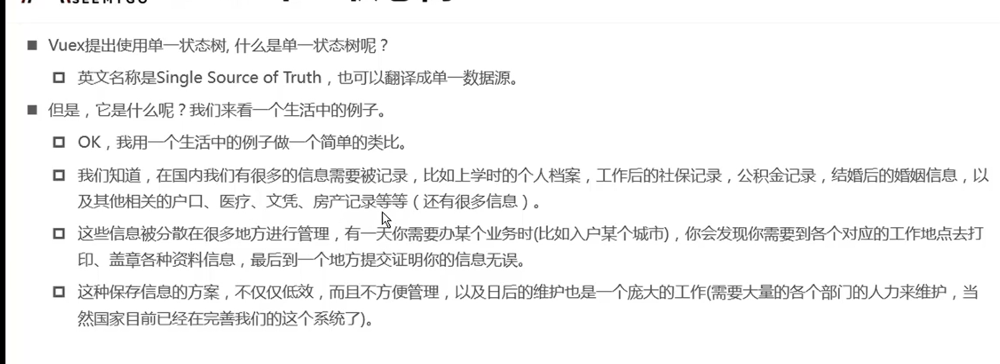 Vuex提出使用单一状态树, 什么是单一状态树呢？
英文名称是Single Source of Truth，也可以翻译成单一数据源。
但是，它是什么呢？我们来看一个生活中的例子。
OK，我用一个生活中的例子做一个简单的类比。
我们知道，在国内我们有很多的信息需要被记录，比如上学时的个人档案，工作后的社保记录，公积金记录，结婚后的婚姻信息，以
及其他相关的户口、医疗、文凭、房产记录等等（还有很多信息）。
这些信息被分散在很多地方进行管理，有一天你需要办某个业务时(比如入户某个城市)，你会发现你需要到各个对应的工作地点去打
印、盖章各种资料信息，最后到一个地方提交证明你的信息无误。
这种保存信息的方案，不仅仅低效，而且不方便管理，以及日后的维护也是一个庞大的工作(需要大量的各个部门的人力来维护，当
然国家目前已经在完善我们的这个系统了)。